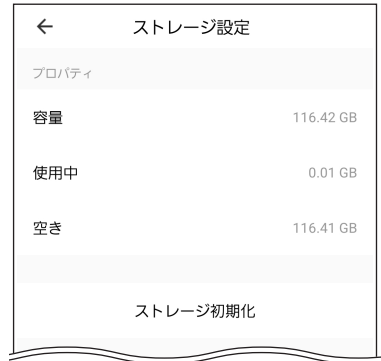 ストレージ設定
プロパティ
容量 116.42 GB
使用中 0.01 GB
空き 116.41 GB
ストレージ初期化